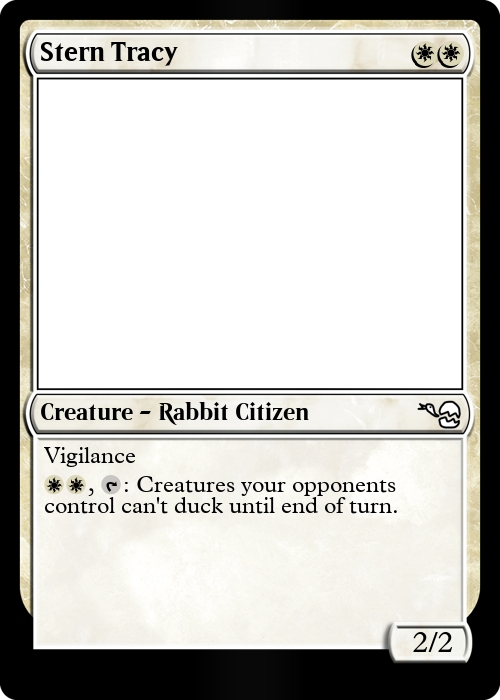 Stern Tracy
Creature – Rabbit Citizen
Vigilance
, : Creatures your opponents
control can't duck until end of turn.
2/2